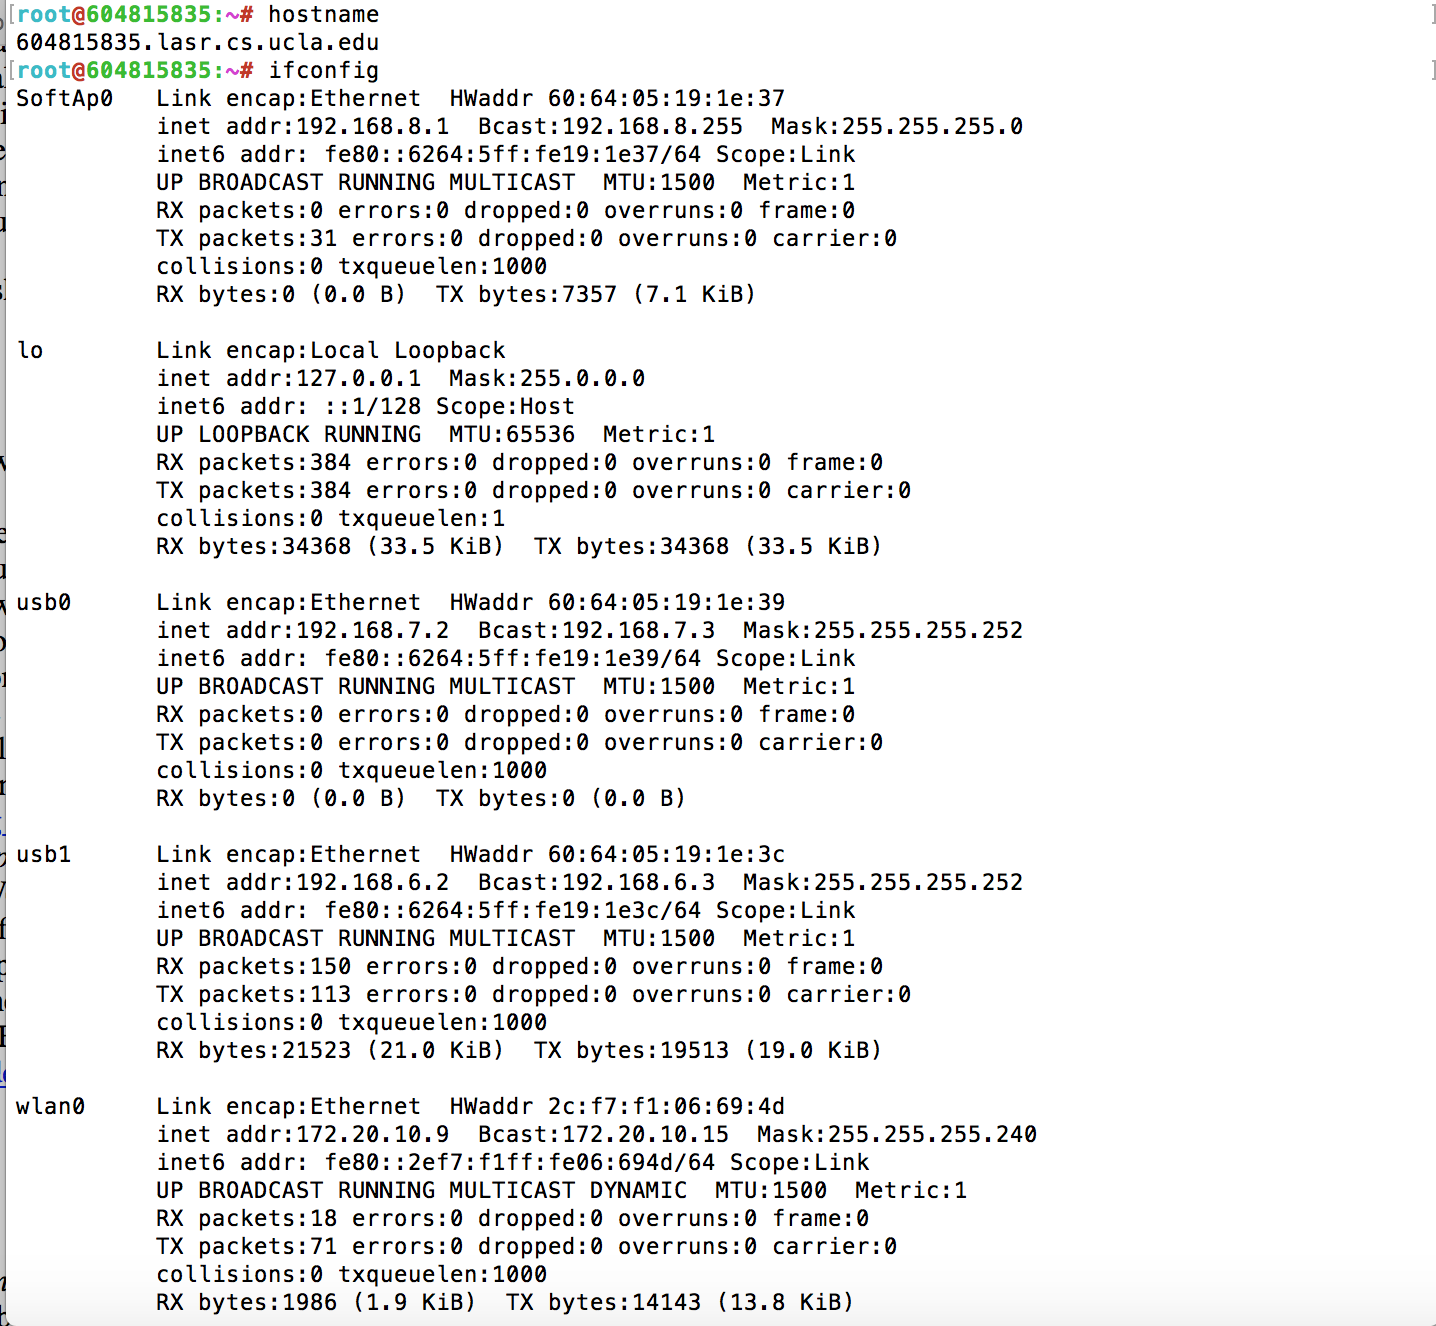 [root@604815835:~# hostname ]
604815835.lasr.cs.ucla.edu
[root@604815835:~# ifconfig ]
SoftAp0   Link encap:Ethernet  HWaddr 60:64:05:19:1e:37
          inet addr:192.168.8.1  Bcast:192.168.8.255  Mask:255.255.255.0
          inet6 addr: fe80::6264:5ff:fe19:1e37/64 Scope:Link
          UP BROADCAST RUNNING MULTICAST  MTU:1500  Metric:1
          RX packets:0 errors:0 dropped:0 overruns:0 frame:0
          TX packets:31 errors:0 dropped:0 overruns:0 carrier:0
          collisions:0 txqueuelen:1000
          RX bytes:0 (0.0 B)  TX bytes:7357 (7.1 KiB)

lo        Link encap:Local Loopback
          inet addr:127.0.0.1  Mask:255.0.0.0
          inet6 addr: ::1/128 Scope:Host
          UP LOOPBACK RUNNING  MTU:65536  Metric:1
          RX packets:384 errors:0 dropped:0 overruns:0 frame:0
          TX packets:384 errors:0 dropped:0 overruns:0 carrier:0
          collisions:0 txqueuelen:1
          RX bytes:34368 (33.5 KiB)  TX bytes:34368 (33.5 KiB)

usb0      Link encap:Ethernet  HWaddr 60:64:05:19:1e:39
          inet addr:192.168.7.2  Bcast:192.168.7.3  Mask:255.255.255.252
          inet6 addr: fe80::6264:5ff:fe19:1e39/64 Scope:Link
          UP BROADCAST RUNNING MULTICAST  MTU:1500  Metric:1
          RX packets:0 errors:0 dropped:0 overruns:0 frame:0
          TX packets:0 errors:0 dropped:0 overruns:0 carrier:0
          collisions:0 txqueuelen:1000
          RX bytes:0 (0.0 B)  TX bytes:0 (0.0 B)

usb1      Link encap:Ethernet  HWaddr 60:64:05:19:1e:3c
          inet addr:192.168.6.2  Bcast:192.168.6.3  Mask:255.255.255.252
          inet6 addr: fe80::6264:5ff:fe19:1e3c/64 Scope:Link
          UP BROADCAST RUNNING MULTICAST  MTU:1500  Metric:1
          RX packets:150 errors:0 dropped:0 overruns:0 frame:0
          TX packets:113 errors:0 dropped:0 overruns:0 carrier:0
          collisions:0 txqueuelen:1000
          RX bytes:21523 (21.0 KiB)  TX bytes:19513 (19.0 KiB)

wlan0     Link encap:Ethernet  HWaddr 2c:f7:f1:06:69:4d
          inet addr:172.20.10.9  Bcast:172.20.10.15  Mask:255.255.255.240
          inet6 addr: fe80::2ef7:f1ff:fe06:694d/64 Scope:Link
          UP BROADCAST RUNNING MULTICAST DYNAMIC  MTU:1500  Metric:1
          RX packets:18 errors:0 dropped:0 overruns:0 frame:0
          TX packets:71 errors:0 dropped:0 overruns:0 carrier:0
          collisions:0 txqueuelen:1000
          RX bytes:1986 (1.9 KiB)  TX bytes:14143 (13.8 KiB)